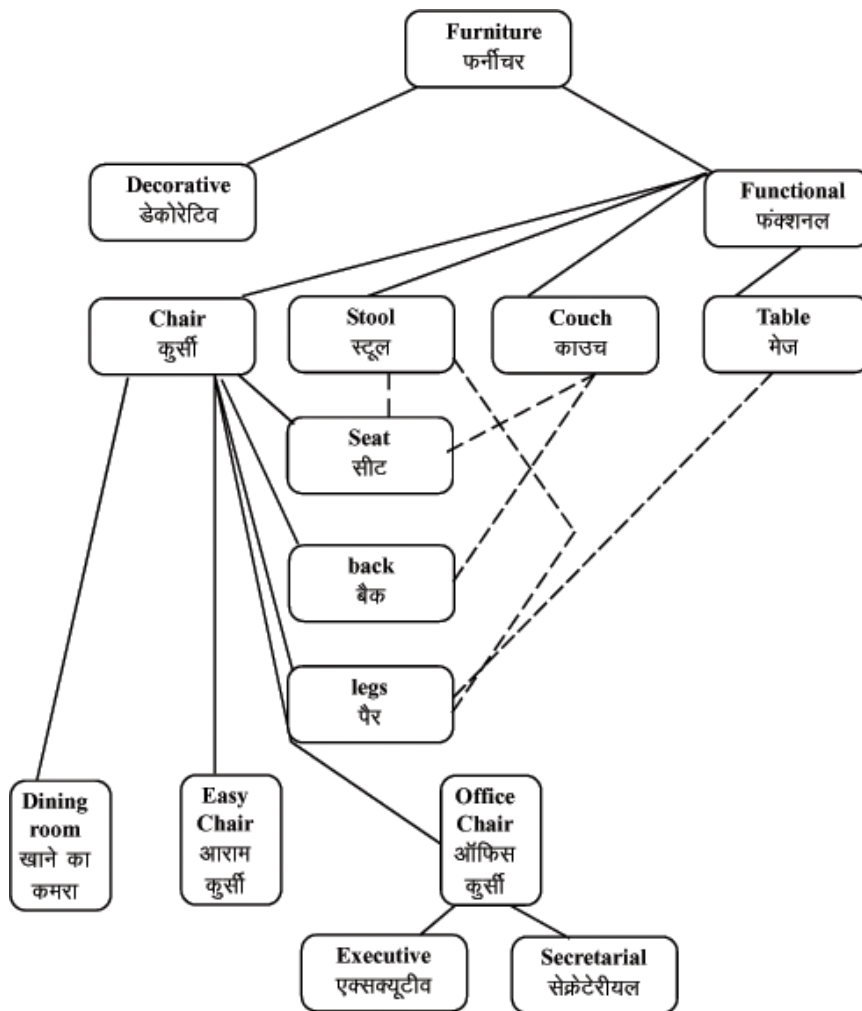 Furniture
फर्नीचर
Decorative
डेकोरेटिव
Functional
फंक्शनल
Chair
कुर्सी
Stool
स्टूल
Couch
काउच
Table
मेज
Seat
सीट
back
बैक
legs
पैर
Dining
room
खाने का
कमरा
Easy
Chair
आराम
कुर्सी
Office
Chair
ऑफिस
कुर्सी
Executive
एक्सक्यूटीव
Secretarial
सेक्रेटेरीयल